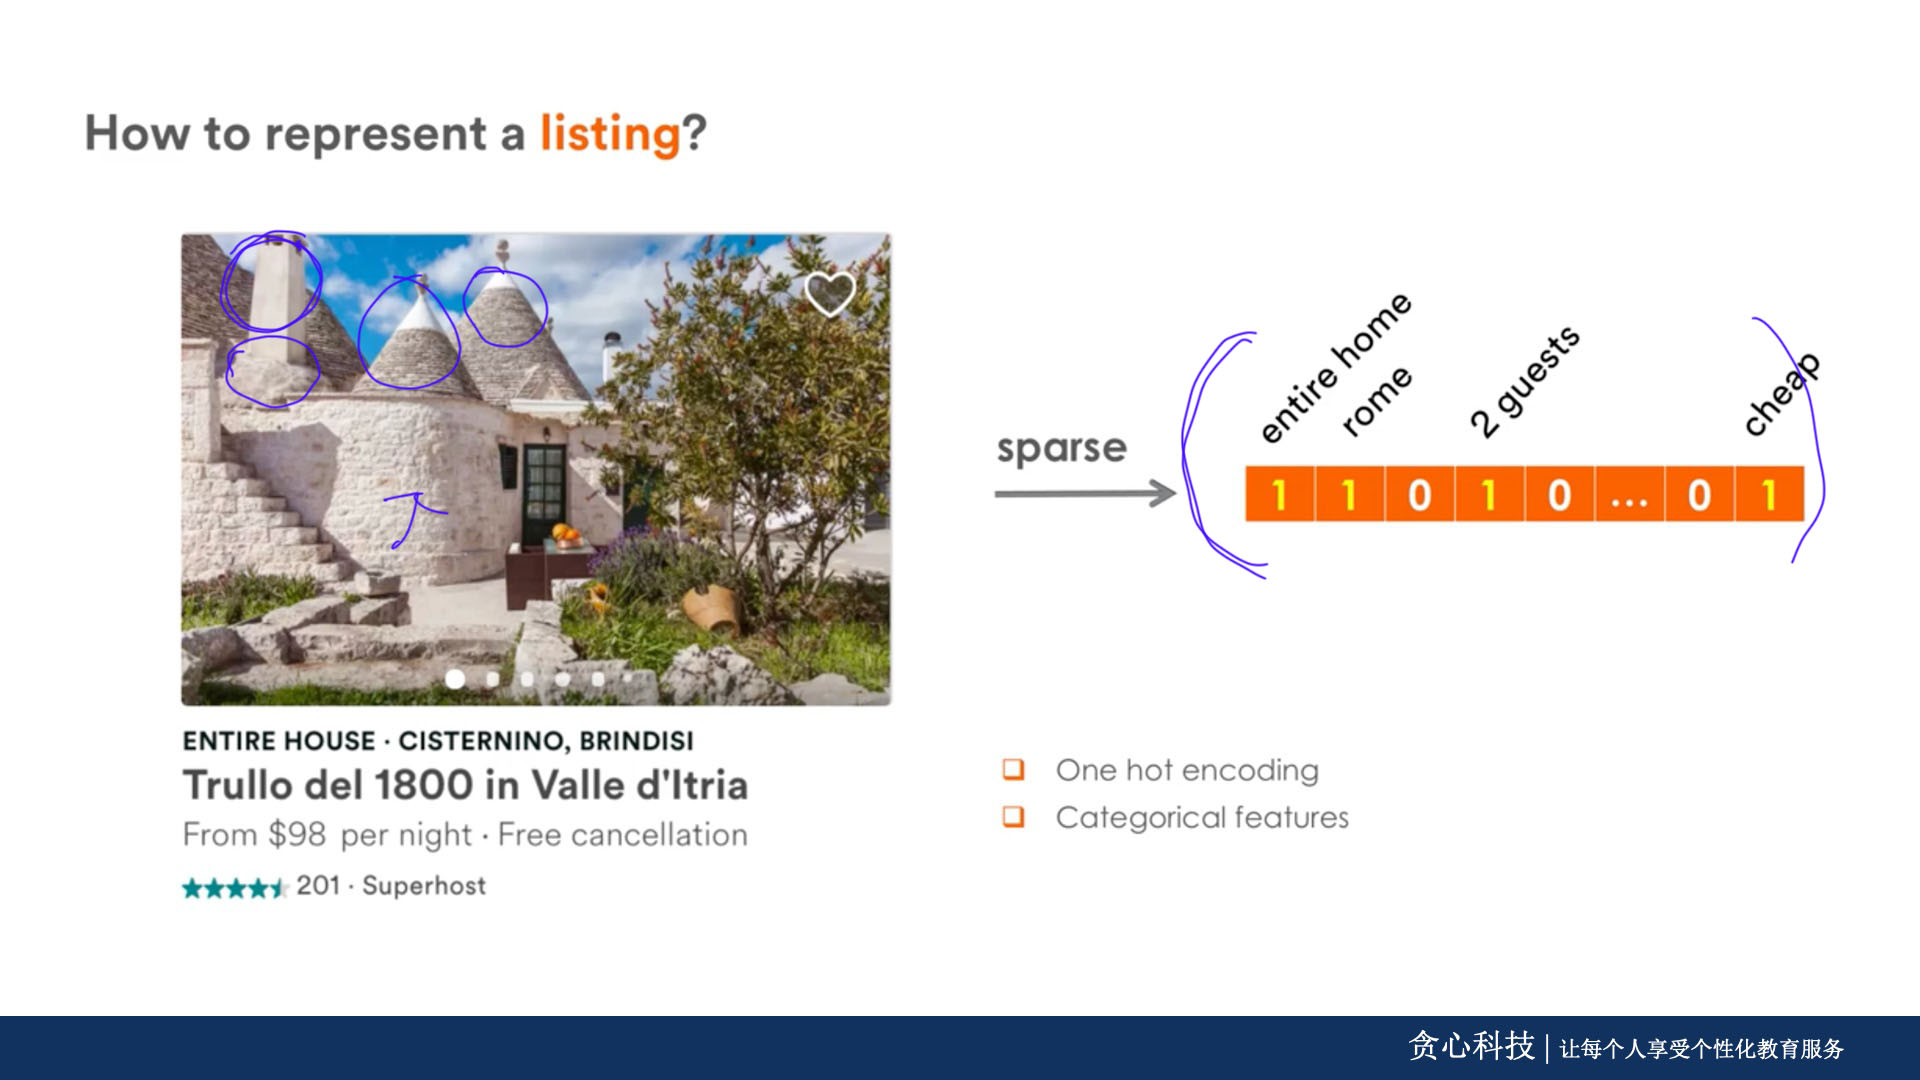 How to represent a listing?
ENTIRE HOUSE · CISTERNINO, BRINDISI
Trullo del 1800 in Valle d'Itria
From $98 per night · Free cancellation
201 · Superhost
sparse
entire home
rome
2 guests
cheap
1 1 0 1 0 ... 0 1
One hot encoding
Categorical features
贪心科技 | 让每个人享受个性化教育服务